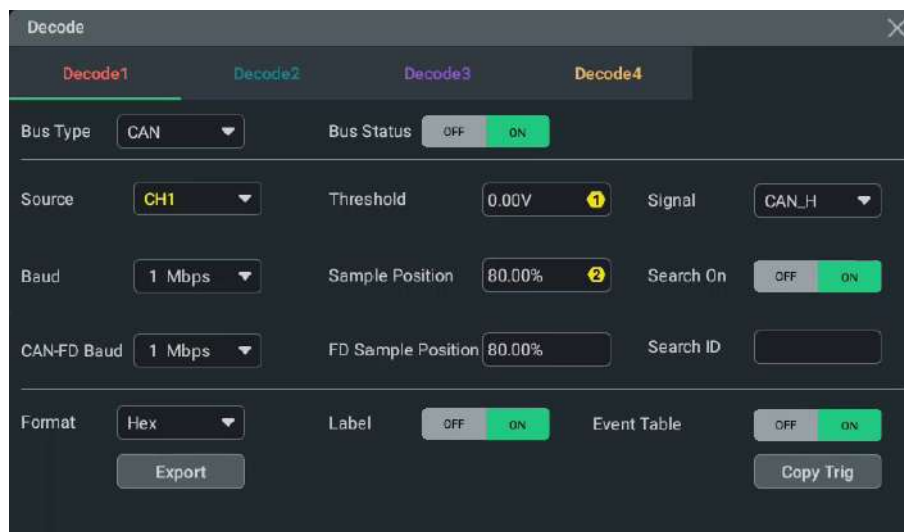 Decode
Decode1 Decode2 Decode3 Decode4
Bus Type CAN Bus Status OFF ON
Source CH1 Threshold 0.00V 1 Signal CAN_H
Baud 1 Mbps Sample Position 80.00% 2 Search On OFF ON
CAN-FD Baud 1 Mbps FD Sample Position 80.00% Search ID
Format Hex Label OFF ON Event Table OFF ON
Export Copy Trig